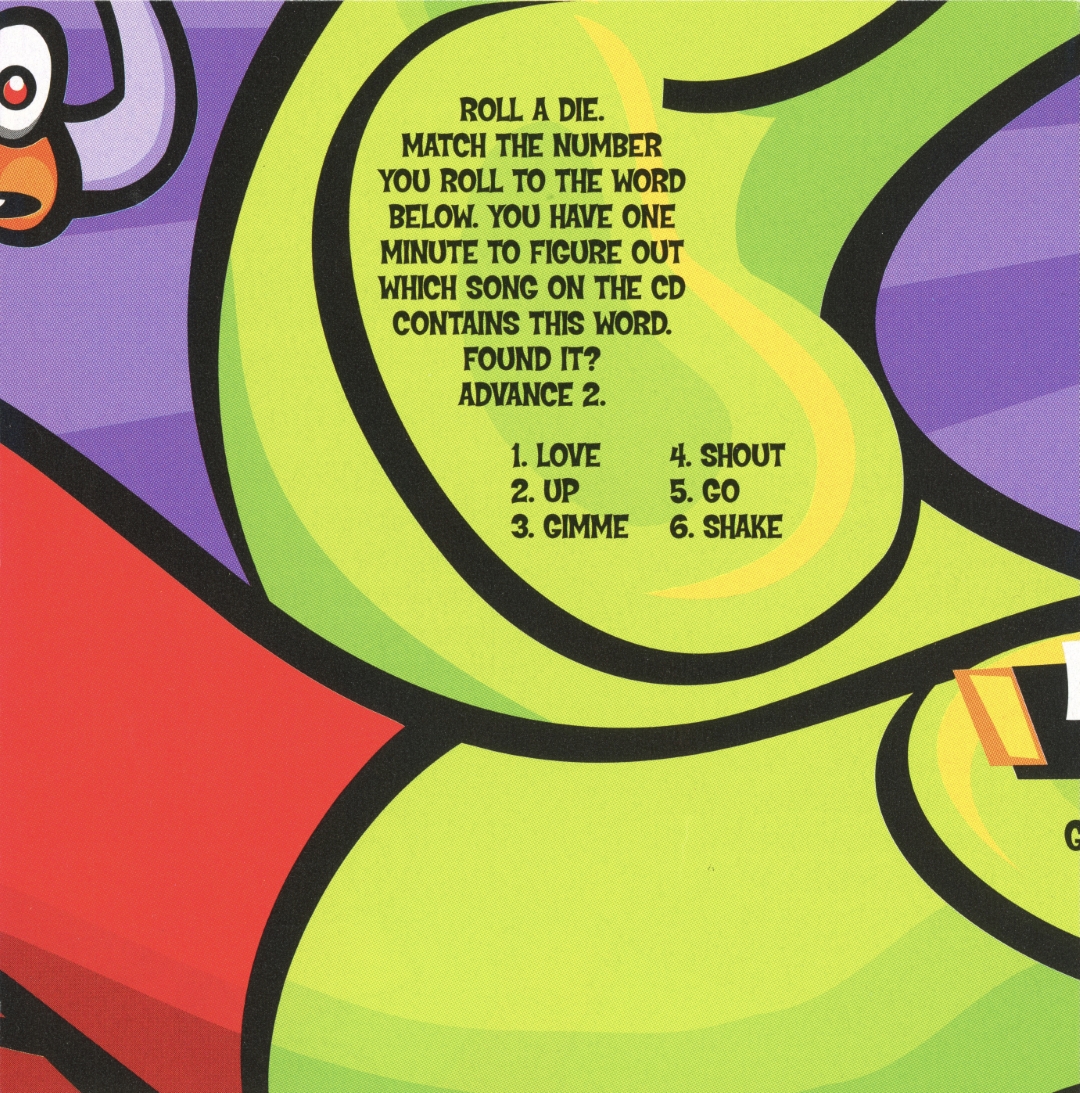 ROLL A DIE.
MATCH THE NUMBER
YOU ROLL TO THE WORD
BELOW. YOU HAVE ONE
MINUTE TO FIGURE OUT
WHICH SONG ON THE CD
CONTAINS THIS WORD.
FOUND IT?
ADVANCE 2.
1. LOVE 4. SHOUT
2. UP 5. GO
3. GIMME 6. SHAKE